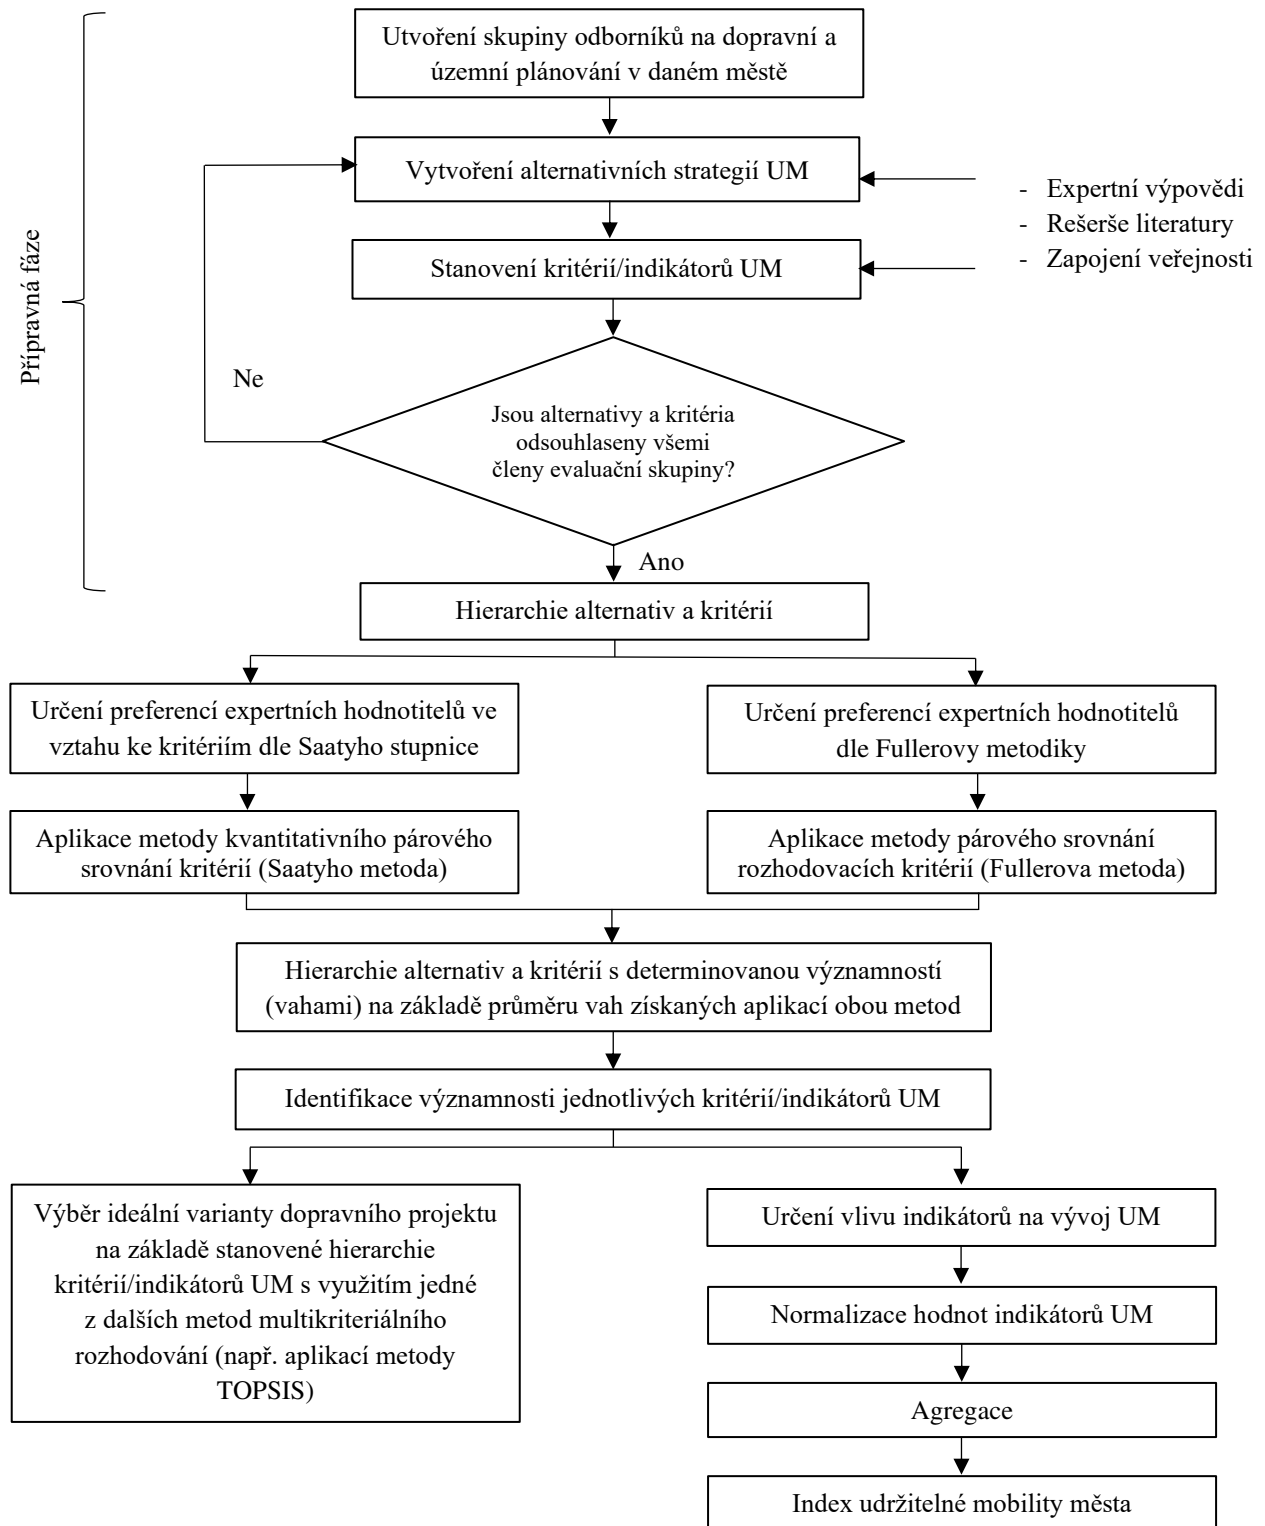 Utvoření skupiny odborníků na dopravní a
územní plánování v daném městě
Vytvoření alternativních strategií UM
- Expertní výpovědi
- Rešerše literatury
- Zapojení veřejnosti
Stanovení kritérií/indikátorů UM
Přípravná fáze
Ne
Jsou alternativy a kritéria
odsouhlaseny všemi
členy evaluační skupiny?
Ano
Hierarchie alternativ a kritérií
Určení preferencí expertních hodnotitelů ve
vztahu ke kritériím dle Saatyho stupnice
Určení preferencí expertních hodnotitelů
dle Fullerovy metodiky
Aplikace metody kvantitativního párového
srovnání kritérií (Saatyho metoda)
Aplikace metody párového srovnání
rozhodovacích kritérií (Fullerova metoda)
Hierarchie alternativ a kritérií s determinovanou významností
(vahami) na základě průměru vah získaných aplikací obou metod
Identifikace významnosti jednotlivých kritérií/indikátorů UM
Výběr ideální varianty dopravního projektu
na základě stanovené hierarchie
kritérií/indikátorů UM s využitím jedné
z dalších metod multikriteriálního
rozhodování (např. aplikací metody
TOPSIS)
Určení vlivu indikátorů na vývoj UM
Normalizace hodnot indikátorů UM
Agregace
Index udržitelné mobility města